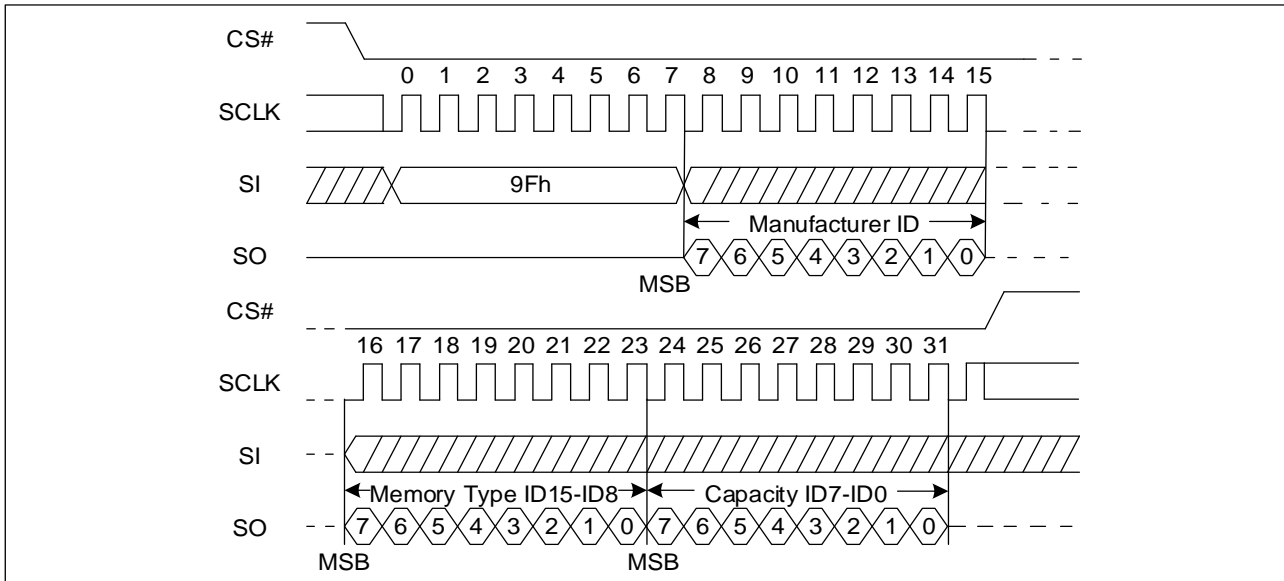 CS#
0 1 2 3 4 5 6 7 8 9 10 11 12 13 14 15
SCLK
SI 9Fh
Manufacturer ID
SO 7 6 5 4 3 2 1 0
MSB
CS#
16 17 18 19 20 21 22 23 24 25 26 27 28 29 30 31
SCLK
SI
Memory Type ID15-ID8 Capacity ID7-ID0
SO 7 6 5 4 3 2 1 0 7 6 5 4 3 2 1 0
MSB MSB